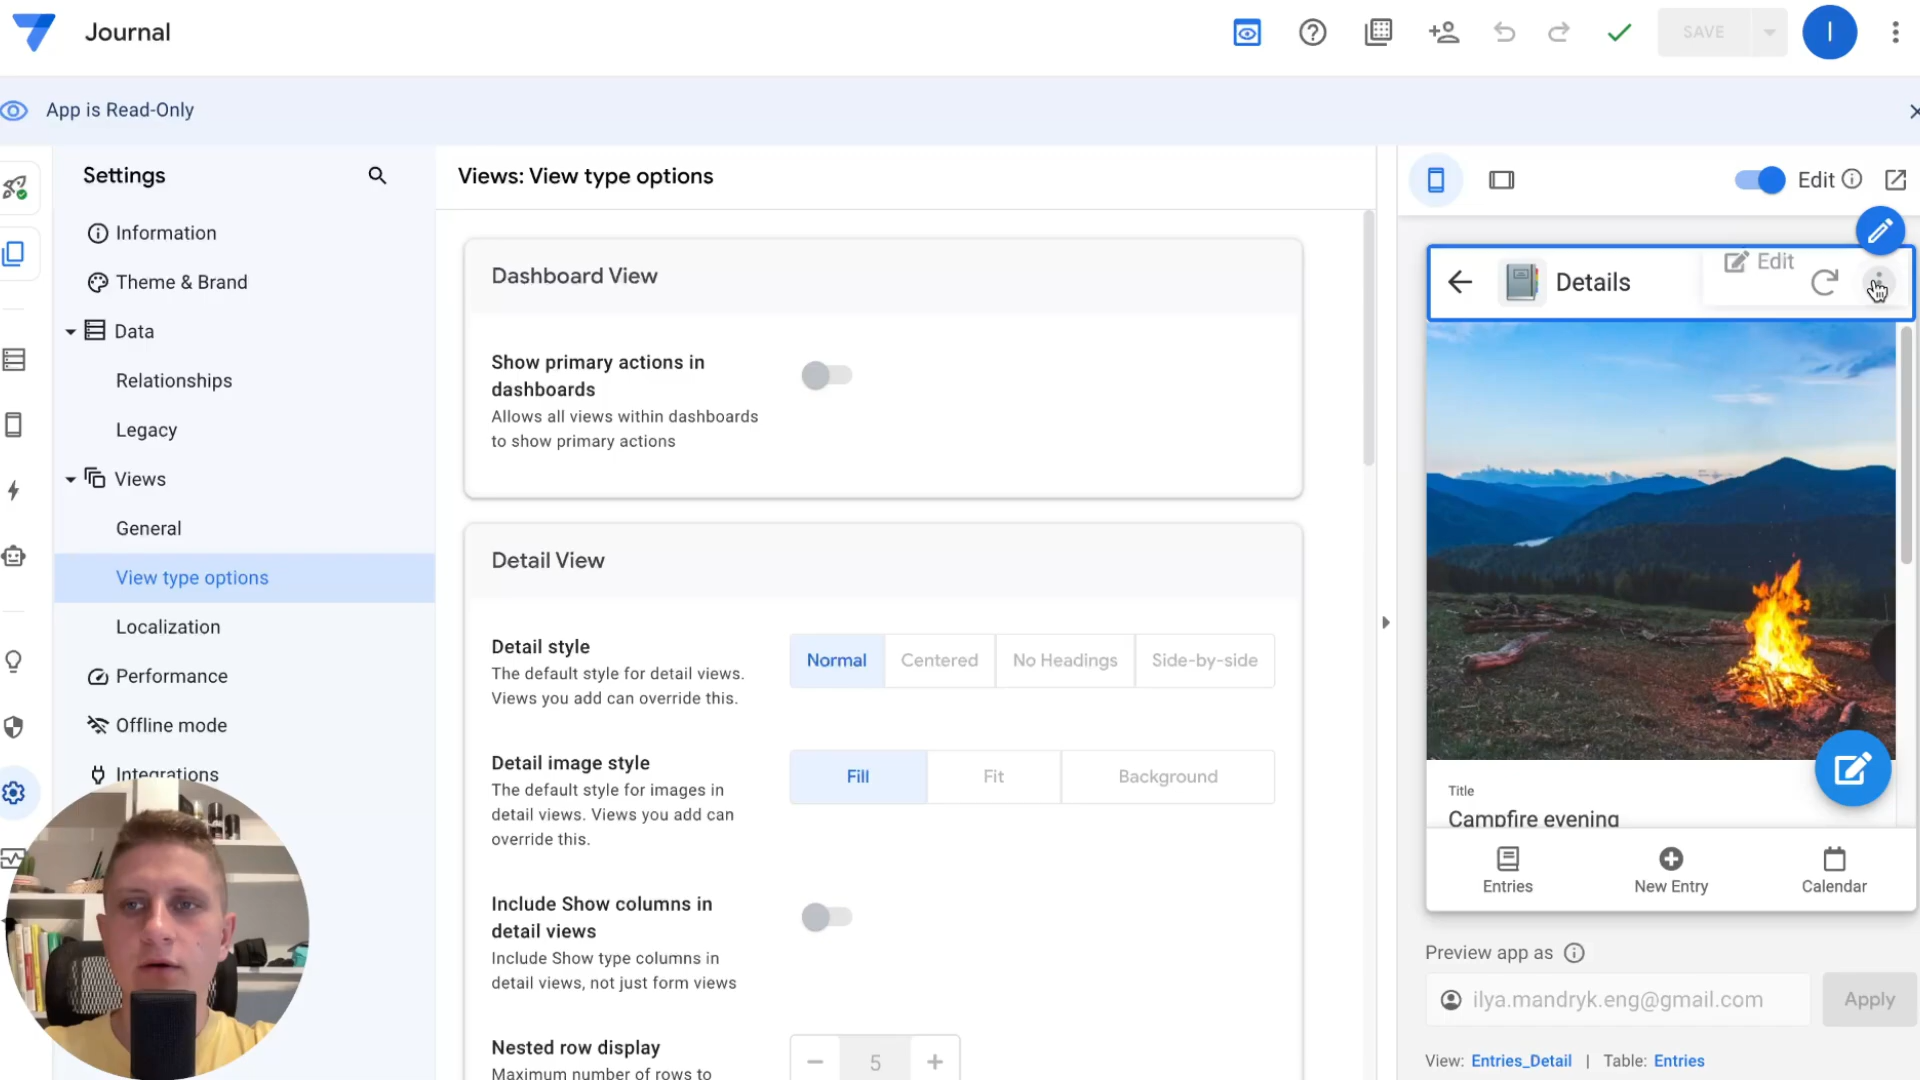 Journal
SAVE
I
App is Read-Only
Settings
Information
Theme & Brand
Data
Relationships
Legacy
Views
General
View type options
Localization
Performance
Offline mode
Integrations
Views: View type options
Dashboard View
Show primary actions in
dashboards
Allows all views within dashboards
to show primary actions
Detail View
Detail style
The default style for detail views.
Views you add can override this.
Normal
Centered
No Headings
Side-by-side
Detail image style
The default style for images in
detail views. Views you add can
override this.
Fill
Fit
Background
Include Show columns in
detail views
Include Show type columns in
detail views, not just form views
Nested row display
Maximum number of rows to
5
Edit
Details
Edit
Title
Campfire evening
Entries
New Entry
Calendar
Preview app as
ilya.mandryk.eng@gmail.com
Apply
View: Entries_Detail | Table: Entries